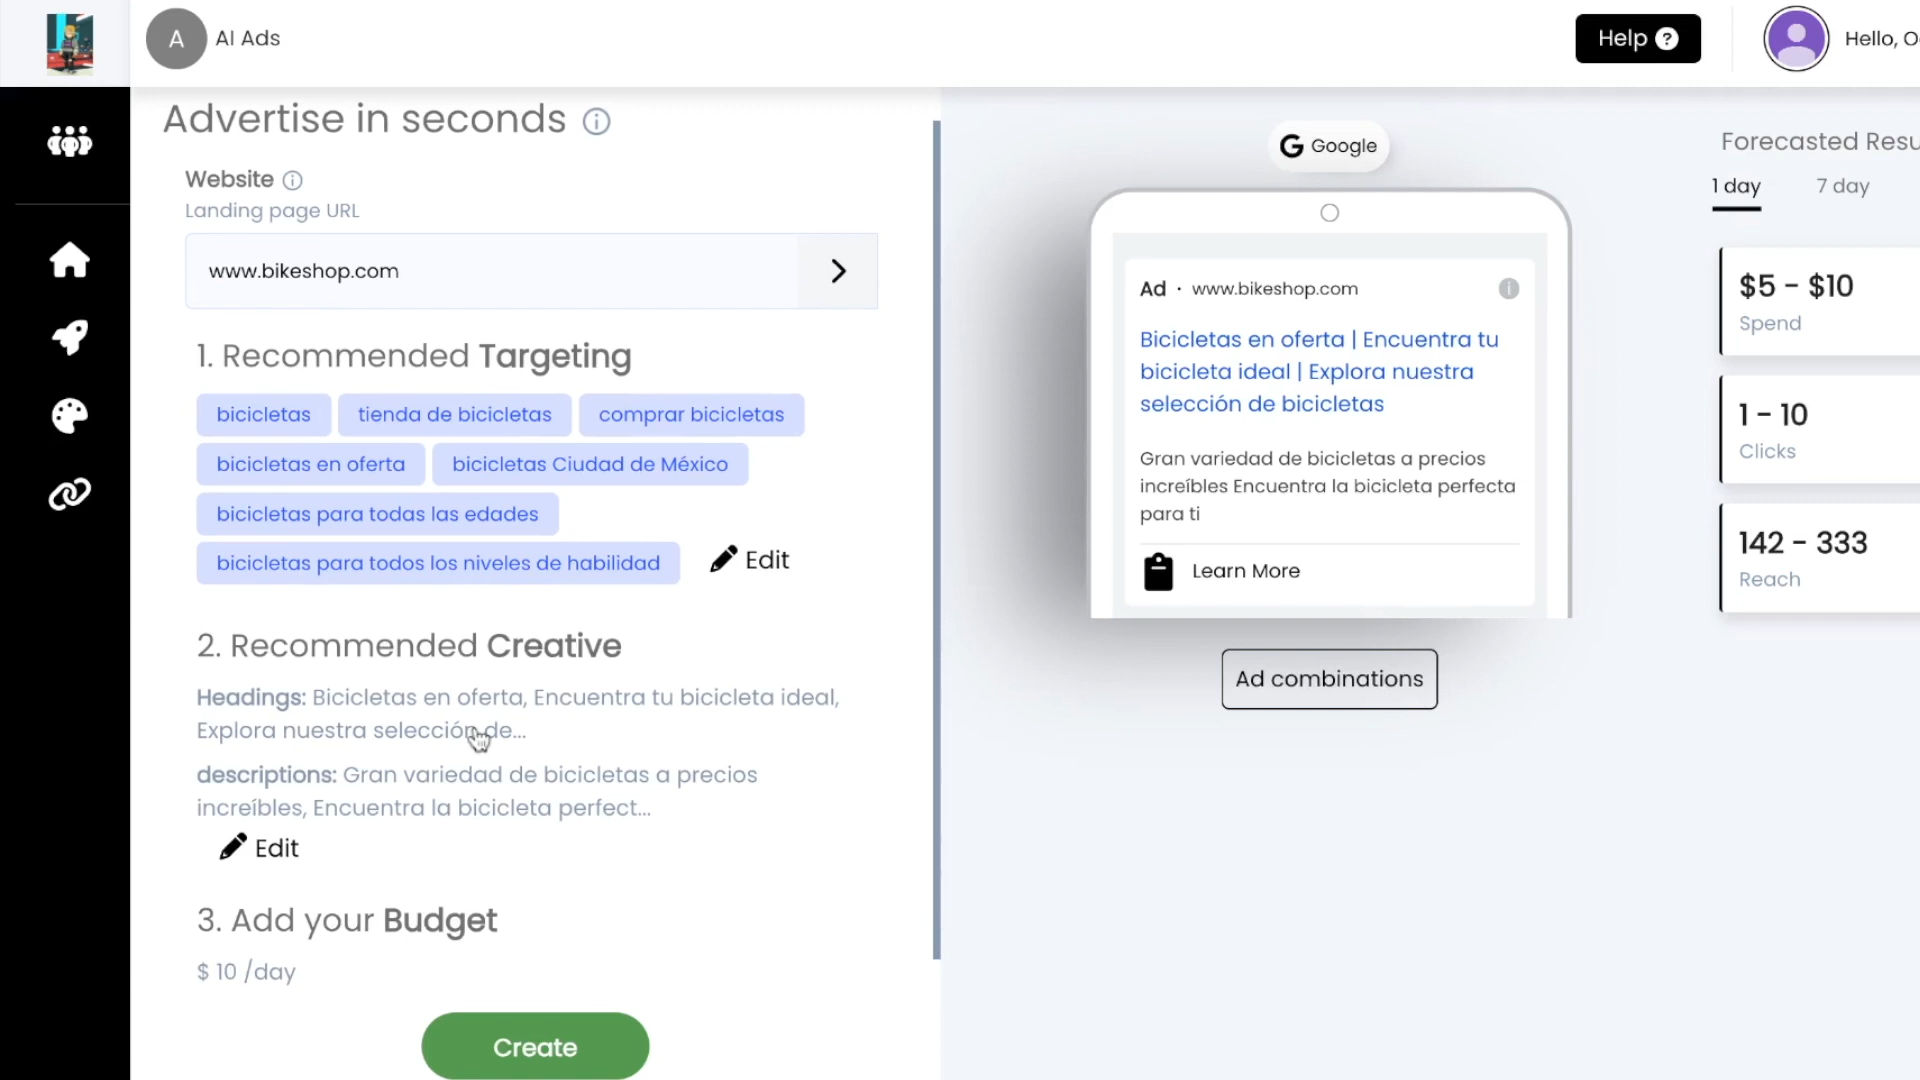 A AI Ads
Help ?
Hello, O
Advertise in seconds
Website
Landing page URL
www.bikeshop.com
1. Recommended Targeting
bicicletas
tienda de bicicletas
comprar bicicletas
bicicletas en oferta
bicicletas Ciudad de México
bicicletas para todas las edades
bicicletas para todos los niveles de habilidad
Edit
2. Recommended Creative
Headings: Bicicletas en oferta, Encuentra tu bicicleta ideal,
Explora nuestra selección de...
descriptions: Gran variedad de bicicletas a precios
increíbles, Encuentra la bicicleta perfect...
Edit
3. Add your Budget
$ 10 /day
Create
G Google
Ad · www.bikeshop.com
Bicicletas en oferta | Encuentra tu
bicicleta ideal | Explora nuestra
selección de bicicletas
Gran variedad de bicicletas a precios
increíbles Encuentra la bicicleta perfecta
para ti
Learn More
Ad combinations
Forecasted Resu
1 day
7 day
$5 - $10
Spend
1 - 10
Clicks
142 - 333
Reach